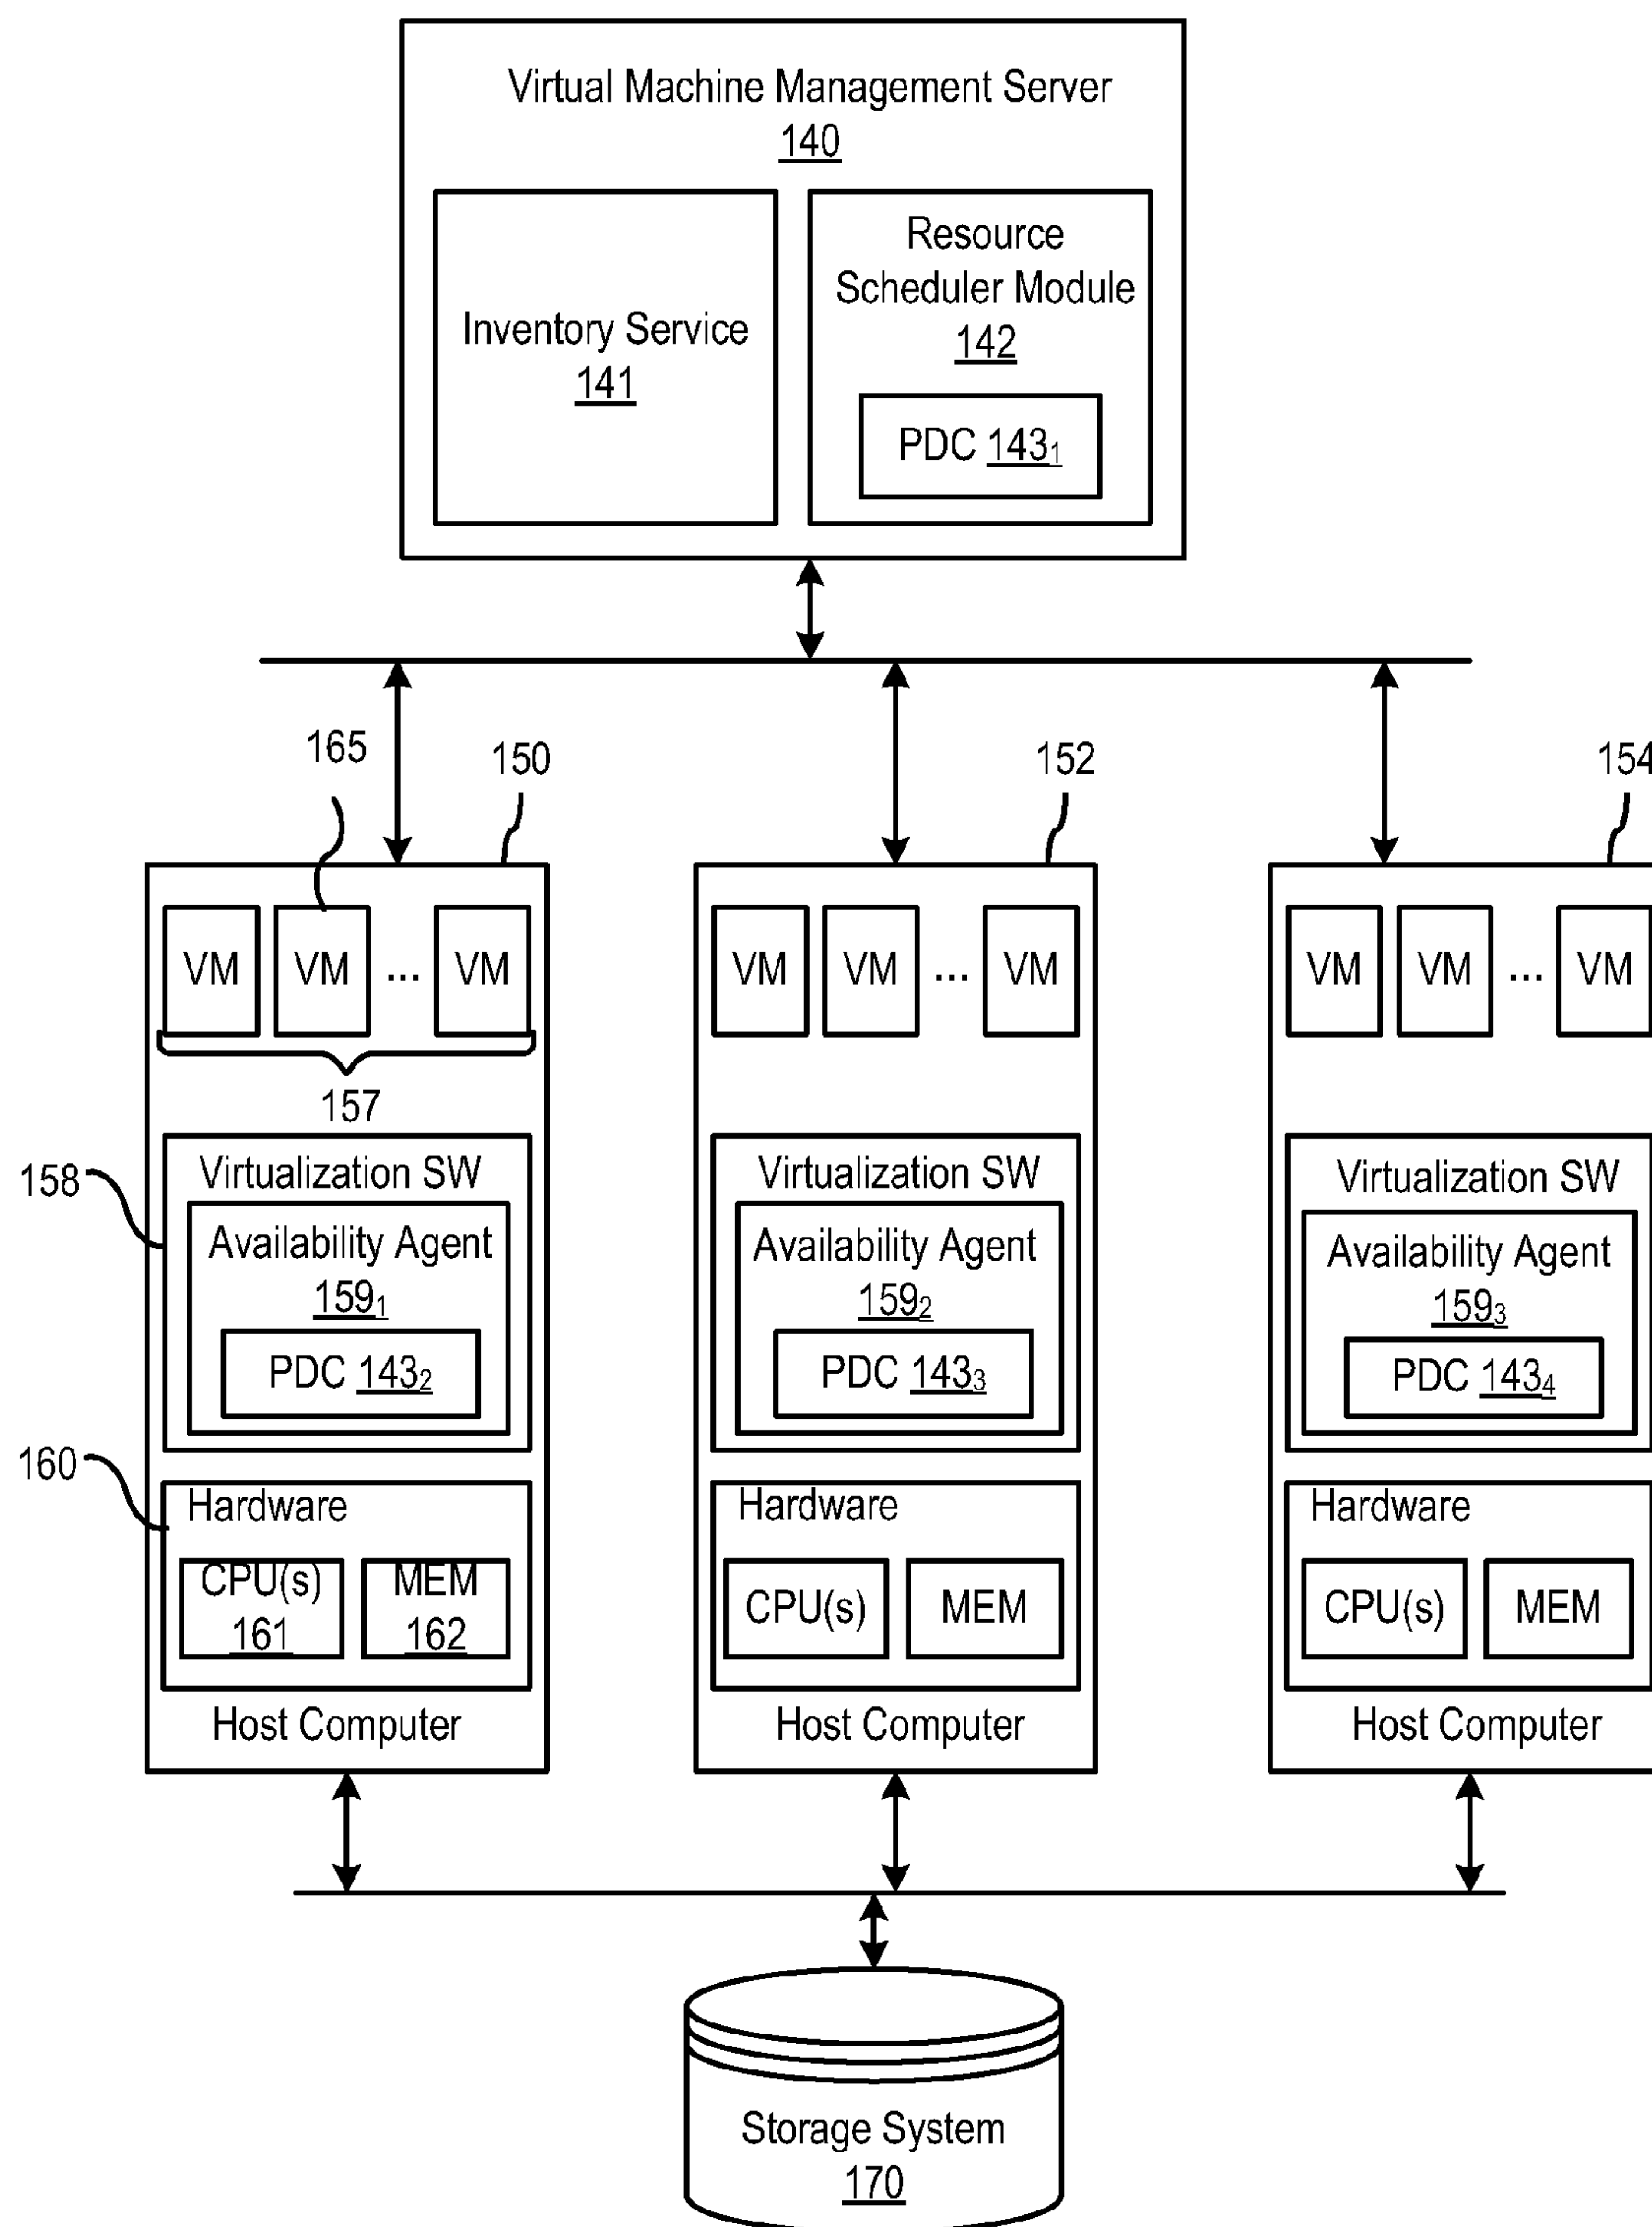 Virtual Machine Management Server
140
Inventory Service
141
Resource
Scheduler Module
142
PDC 143₁
165
150
152
154
VM VM ... VM
VM VM ... VM
VM VM ... VM
157
158
Virtualization SW
Availability Agent
159₁
PDC 143₂
Virtualization SW
Availability Agent
159₂
PDC 143₃
Virtualization SW
Availability Agent
159₃
PDC 143₄
160
Hardware
CPU(s)
161
MEM
162
Host Computer
Hardware
CPU(s)
MEM
Host Computer
Hardware
CPU(s)
MEM
Host Computer
Storage System
170